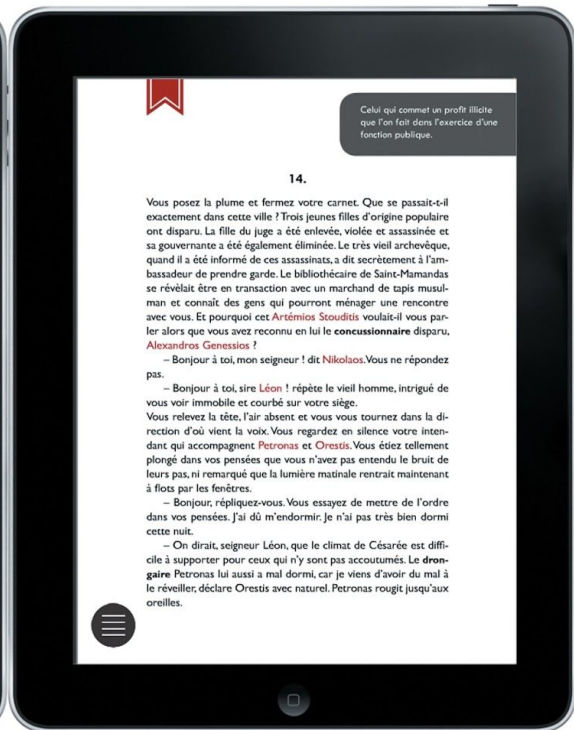 Celui qui commet un profit illicite
que l'on fait dans l'exercice d'une
fonction publique.
14.
Vous posez la plume et fermez votre carnet. Que se passait-t-il
exactement dans cette ville ? Trois jeunes filles d'origine populaire
ont disparu. La fille du juge a été enlevée, violée et assassinée et
sa gouvernante a été également éliminée. Le très vieil archevêque,
quand il a été informé de ces assassinats, a dit secrètement à l'am-
bassadeur de prendre garde. Le bibliothécaire de Saint-Mamandas
se révèlait être en transaction avec un marchand de tapis musul-
man et connaît des gens qui pourront ménager une rencontre
avec vous. Et pourquoi cet Artémios Stouditis voulait-il vous par-
ler alors que vous avez reconnu en lui le concussionnaire disparu,
Alexandros Genessios ?
– Bonjour à toi, mon seigneur ! dit Nikolaos. Vous ne répondez
pas.
– Bonjour à toi, sire Léon ! répète le vieil homme, intrigué de
vous voir immobile et courbé sur votre siège.
Vous relevez la tête, l'air absent et vous vous tournez dans la di-
rection d'où vient la voix. Vous regardez en silence votre inten-
dant qui accompagnent Petronas et Orestis. Vous étiez tellement
plongé dans vos pensées que vous n'avez pas entendu le bruit de
leurs pas, ni remarqué que la lumière matinale rentrait maintenant
à flots par les fenêtres.
– Bonjour, répliquez-vous. Vous essayez de mettre de l'ordre
dans vos pensées. J'ai dû m'endormir. Je n'ai pas très bien dormi
cette nuit.
– On dirait, seigneur Léon, que le climat de Césarée est diffi-
cile à supporter pour ceux qui n'y sont pas accoutumés. Le dron-
gaire Petronas lui aussi a mal dormi, car je viens d'avoir du mal à
le réveiller, déclare Orestis avec naturel. Petronas rougit jusqu'aux
oreilles.